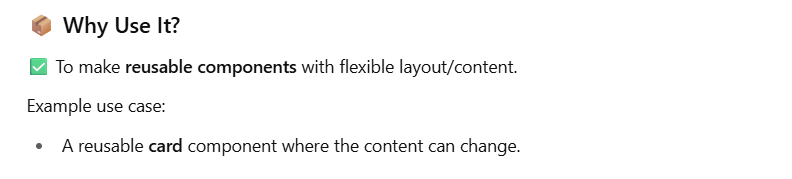 📦 Why Use It?
✅ To make reusable components with flexible layout/content.
Example use case:
• A reusable card component where the content can change.